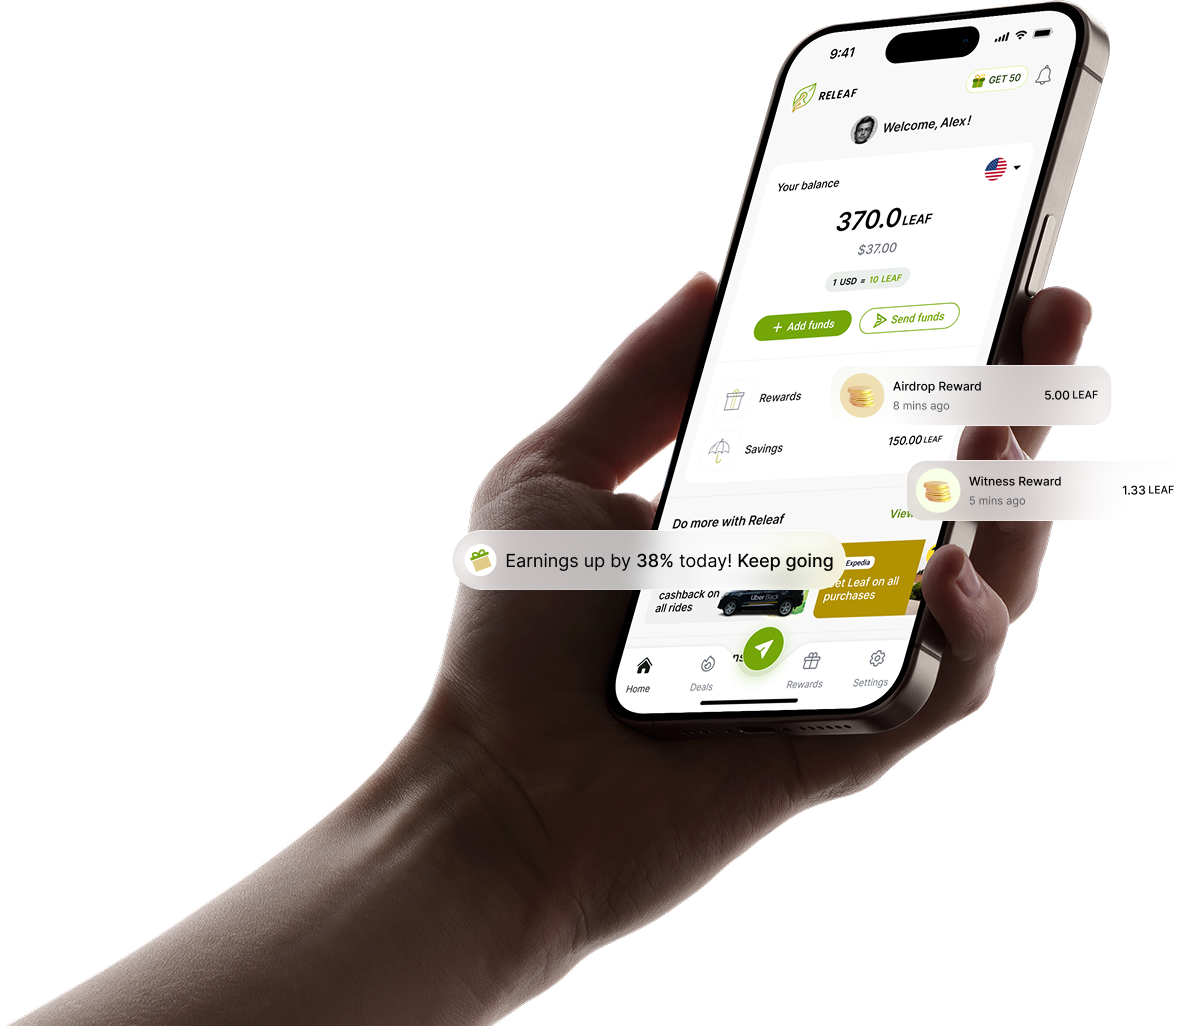 9:41
RELEAF
GET 50
Welcome, Alex!
Your balance
370.0 LEAF
$37.00
1 USD = 10 LEAF
+ Add funds
Send funds
Rewards
Airdrop Reward
8 mins ago
5.00 LEAF
Savings
150.00 LEAF
Witness Reward
5 mins ago
1.33 LEAF
Do more with Releaf
View
Earnings up by 38% today! Keep going
cashback on
all rides
Uber Black
Expedia
Leaf on all
purchases
Home
Deals
Rewards
Settings